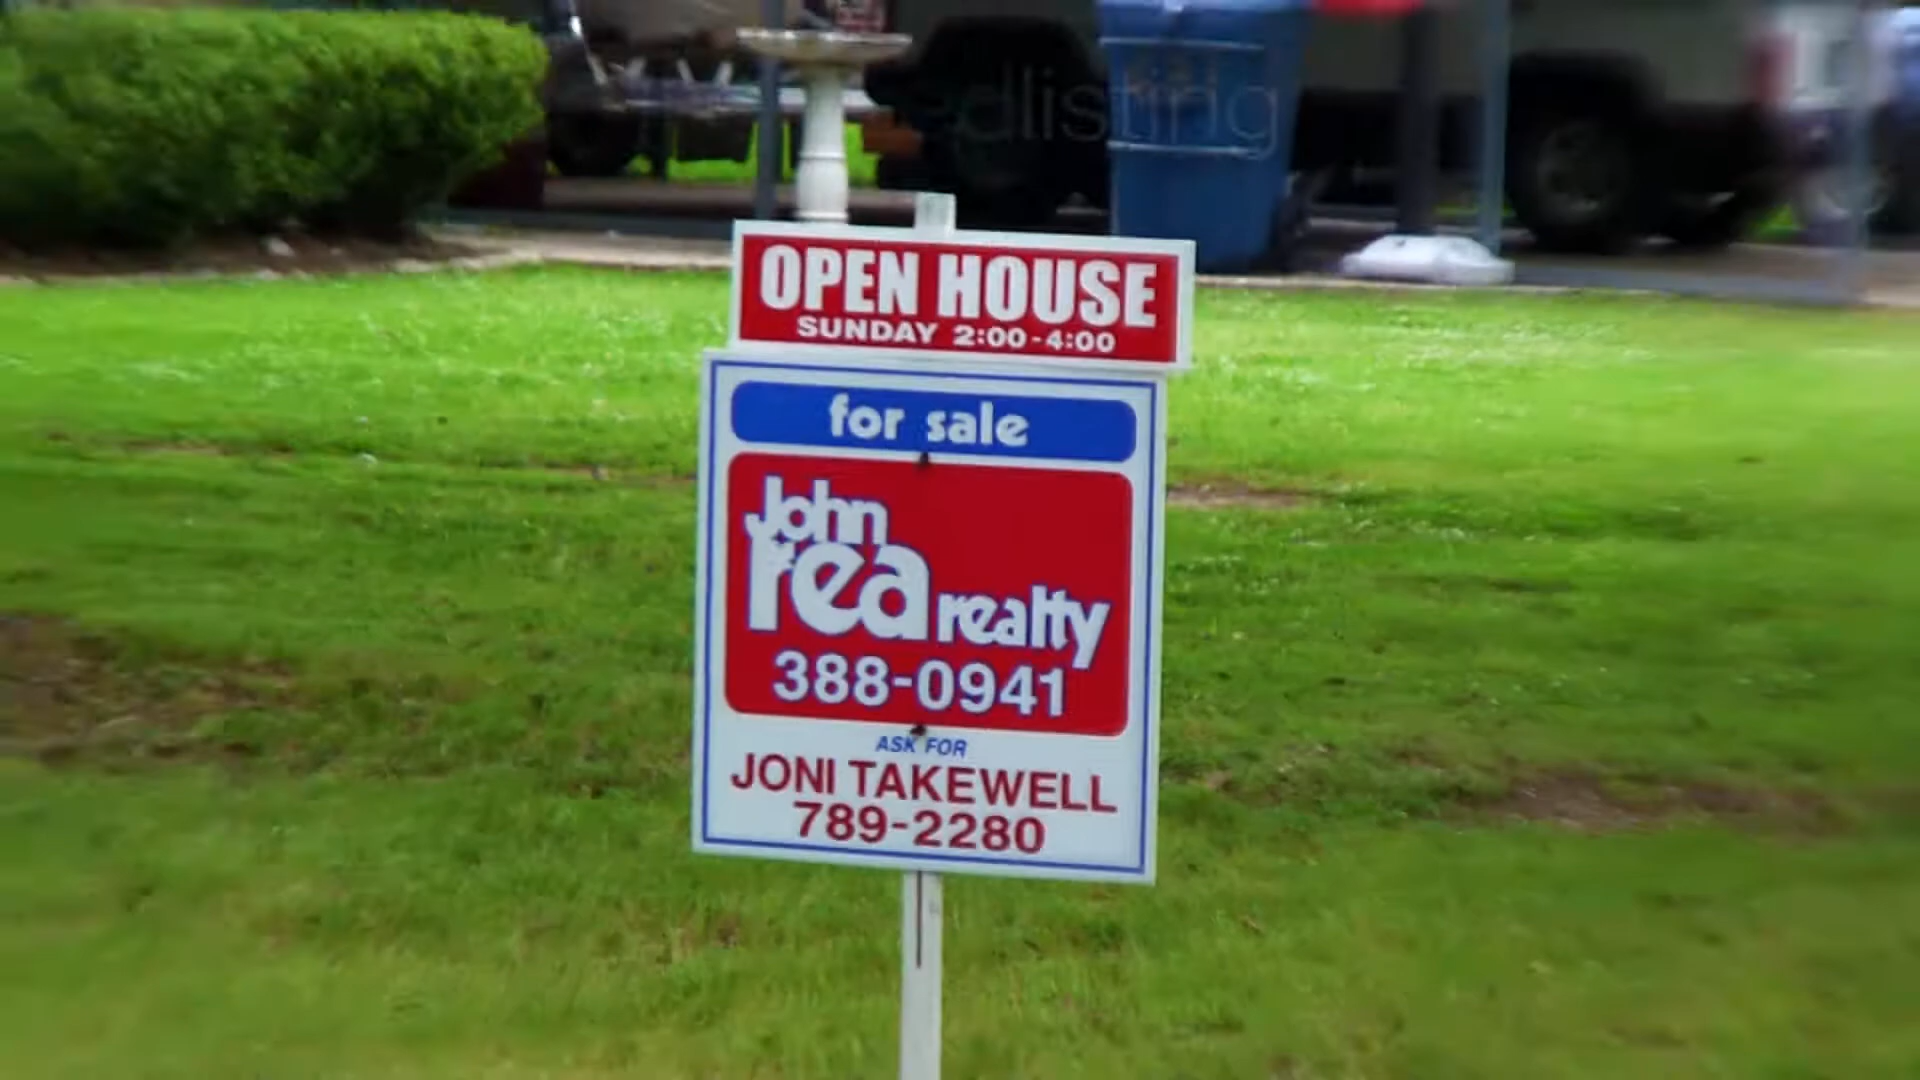 OPEN HOUSE
SUNDAY 2:00-4:00
for sale
John
rea realty
388-0941
ASK FOR
JONI TAKEWELL
789-2280